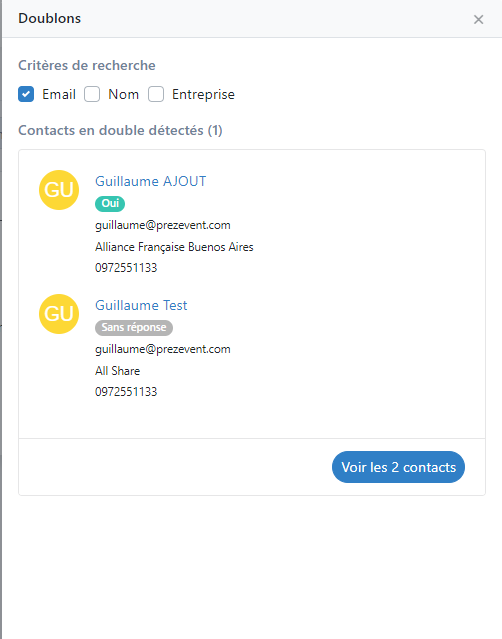 Doublons
Critères de recherche
Email Nom Entreprise
Contacts en double détectés (1)
GU
Guillaume AJOUT
Oui
guillaume@prezevent.com
Alliance Française Buenos Aires
0972551133
GU
Guillaume Test
Sans réponse
guillaume@prezevent.com
All Share
0972551133
Voir les 2 contacts